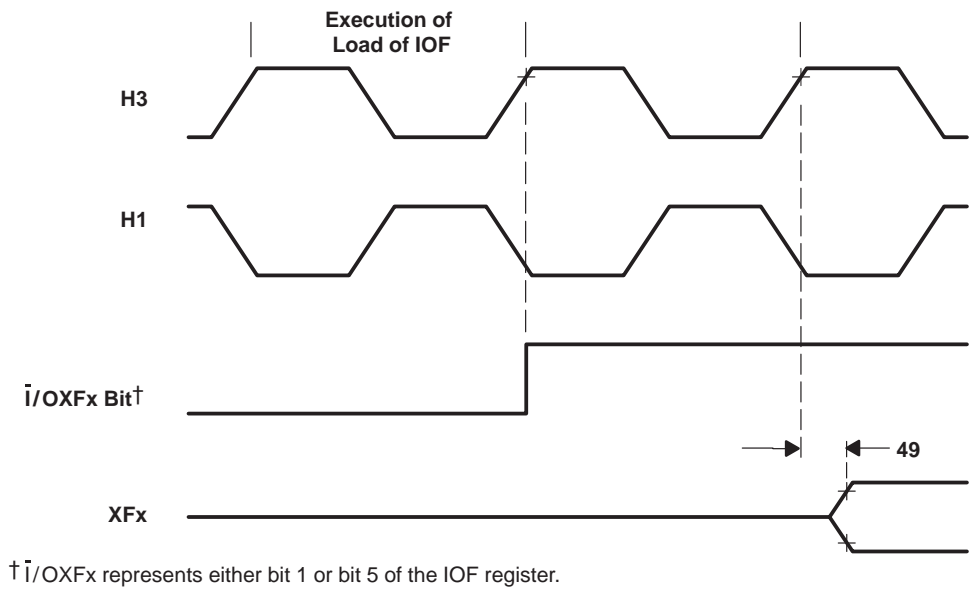 Execution of
Load of IOF
H3
H1
Ī/OXFx Bit†
49
XFx
†Ī/OXFx represents either bit 1 or bit 5 of the IOF register.